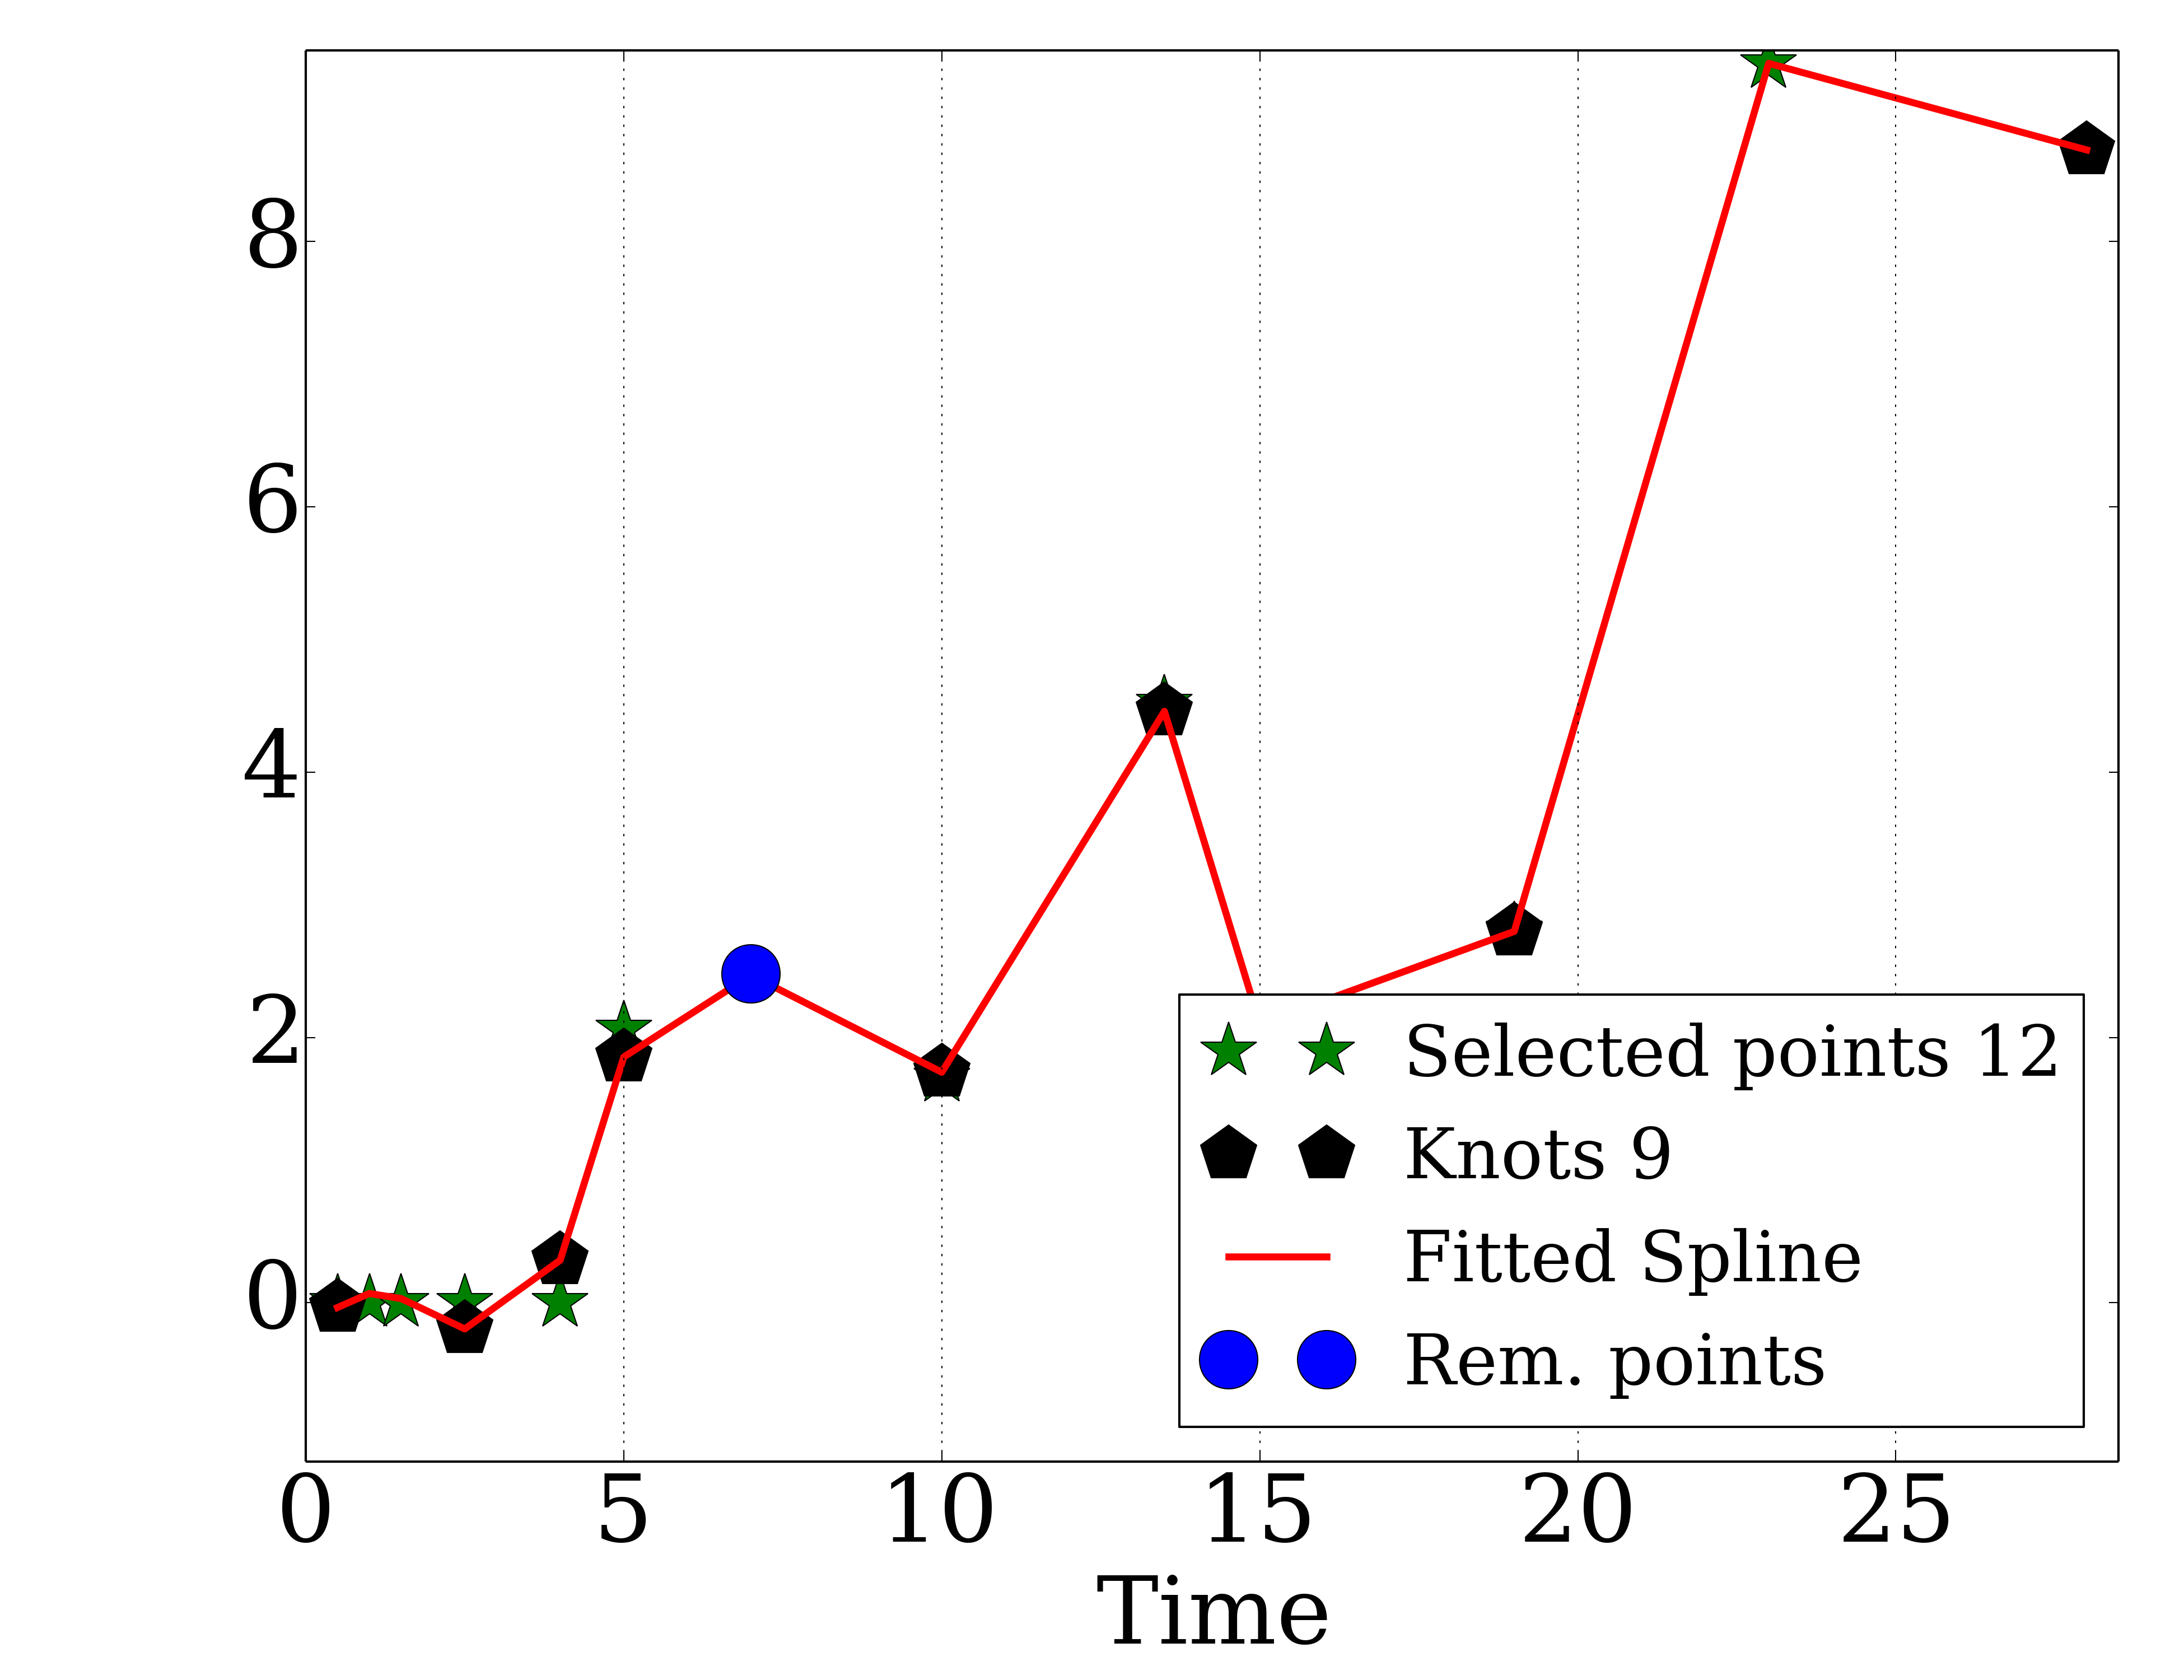 8
6
4
2
0
0 5 10 15 20 25
Time
Selected points 12
Knots 9
Fitted Spline
Rem. points